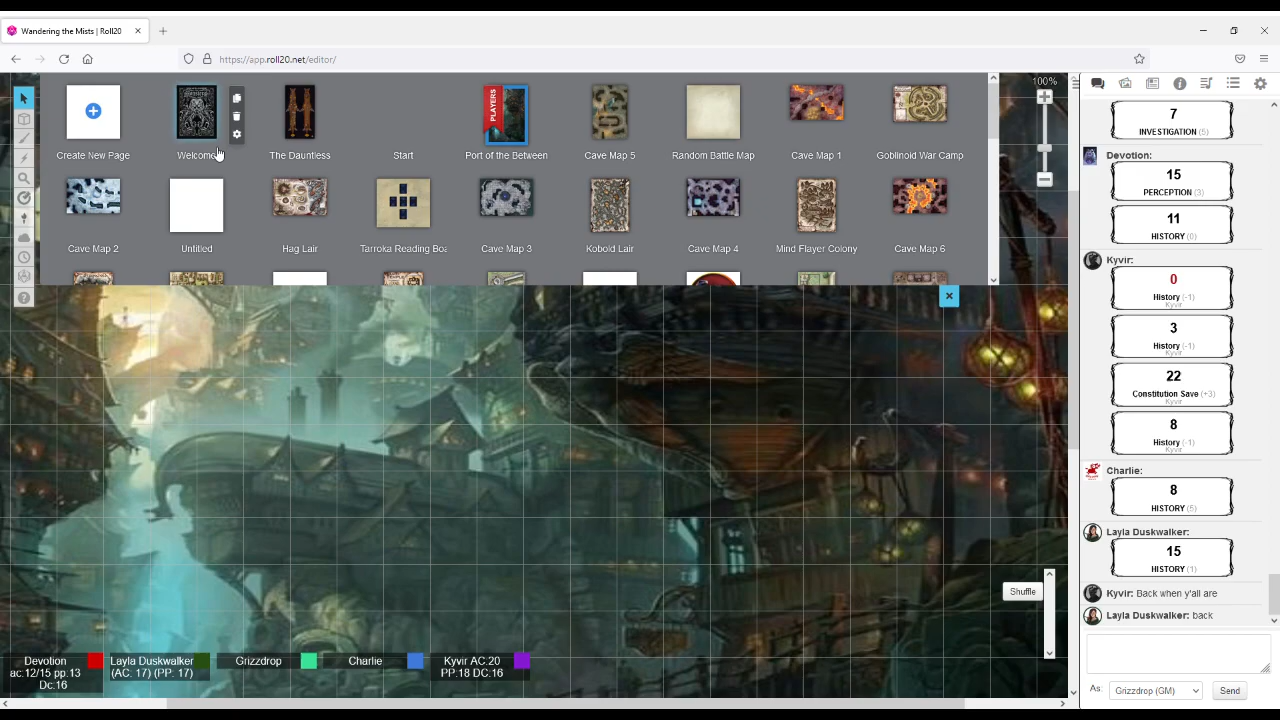 Wandering the Mists | Roll20
https://app.roll20.net/editor/
Create New Page
Welcome
The Dauntless
Start
PLAYERS
Port of the Between
Cave Map 5
Random Battle Map
Cave Map 1
Goblinoid War Camp
Cave Map 2
Untitled
Hag Lair
Tarroka Reading Boa
Cave Map 3
Kobold Lair
Cave Map 4
Mind Flayer Colony
Cave Map 6
100%
Shuffle
Devotion
ac.12/15 pp.13
Dc.16
Layla Duskwalker
(AC: 17) (PP: 17)
Grizzdrop
Charlie
Kyvir AC.20
PP:18 DC.16
7
INVESTIGATION (5)
Devotion:
15
PERCEPTION (3)
11
HISTORY (0)
Kyvir:
0
History (-1)
Kyvir
3
History (-1)
Kyvir
22
Constitution Save (+3)
Kyvir
8
History (-1)
Kyvir
Charlie:
8
HISTORY (5)
Layla Duskwalker:
15
HISTORY (1)
Kyvir: Back when y'all are
Layla Duskwalker: back
As:
Grizzdrop (GM)
Send